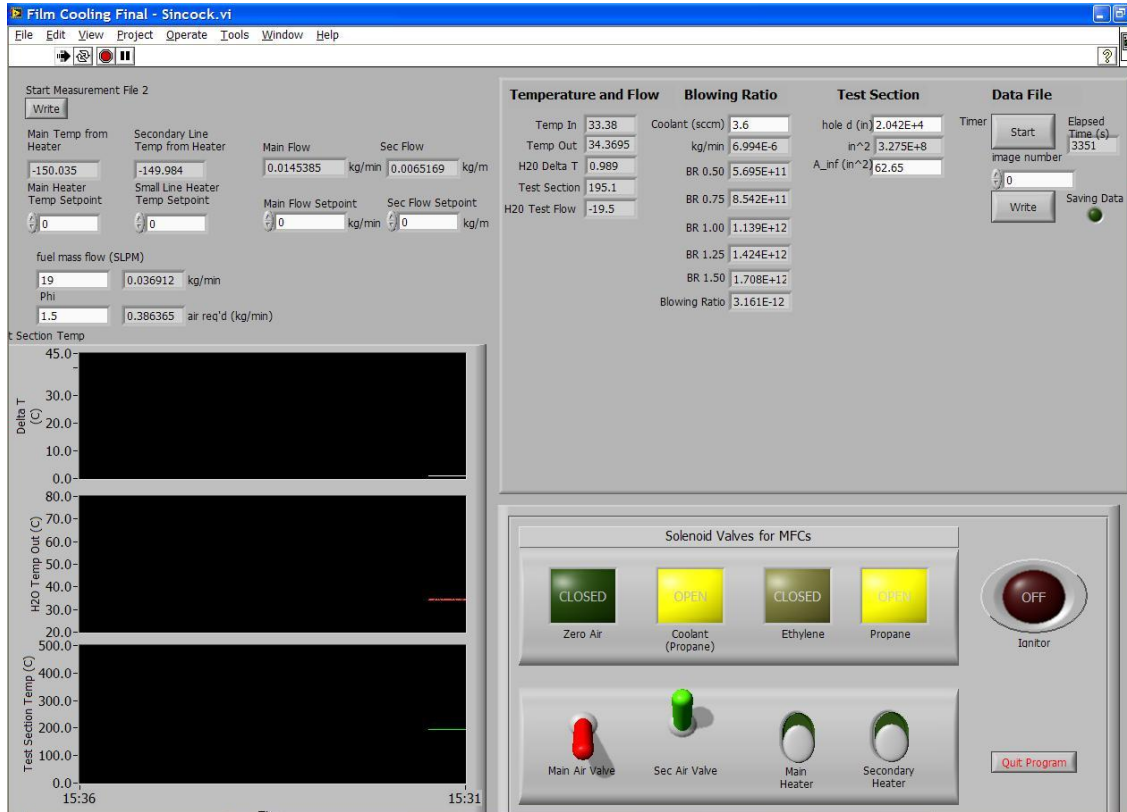 Film Cooling Final - Sincock.vi
File Edit View Project Operate Tools Window Help
Start Measurement File 2
Write
Main Temp from Heater
-150.035
Secondary Line Temp from Heater
-149.984
Main Flow
0.0145385 kg/min
Sec Flow
0.0065169 kg/m
Main Heater Temp Setpoint
0
Small Line Heater Temp Setpoint
0
Main Flow Setpoint
0 kg/min
Sec Flow Setpoint
0 kg/m
fuel mass flow (SLPM)
19 0.036912 kg/min
Phi
1.5 0.386365 air req'd (kg/min)
Temperature and Flow
Temp In 33.38
Temp Out 34.3695
H20 Delta T 0.989
Test Section 195.1
H20 Test Flow -19.5
Blowing Ratio
Coolant (sccm) 3.6
kg/min 6.994E-6
BR 0.50 5.695E+11
BR 0.75 8.542E+11
BR 1.00 1.139E+12
BR 1.25 1.424E+12
BR 1.50 1.708E+12
Blowing Ratio 3.161E-12
Test Section
hole d (in) 2.042E+4
in^2 3.275E+8
A_inf (in^2) 62.65
Data File
Timer Start
Elapsed Time (s)
3351
image number
0
Write
Saving Data
t Section Temp
Delta T (C)
45.0
30.0
20.0
10.0
0.0
H2O Temp Out (C)
80.0
70.0
60.0
50.0
40.0
30.0
20.0
Test Section Temp (C)
500.0
400.0
300.0
200.0
100.0
0.0
15:36 15:31
Solenoid Valves for MFCs
CLOSED OPEN CLOSED OPEN
Zero Air Coolant (Propane) Ethylene Propane
OFF
Ignitor
Main Air Valve Sec Air Valve Main Heater Secondary Heater
Quit Program